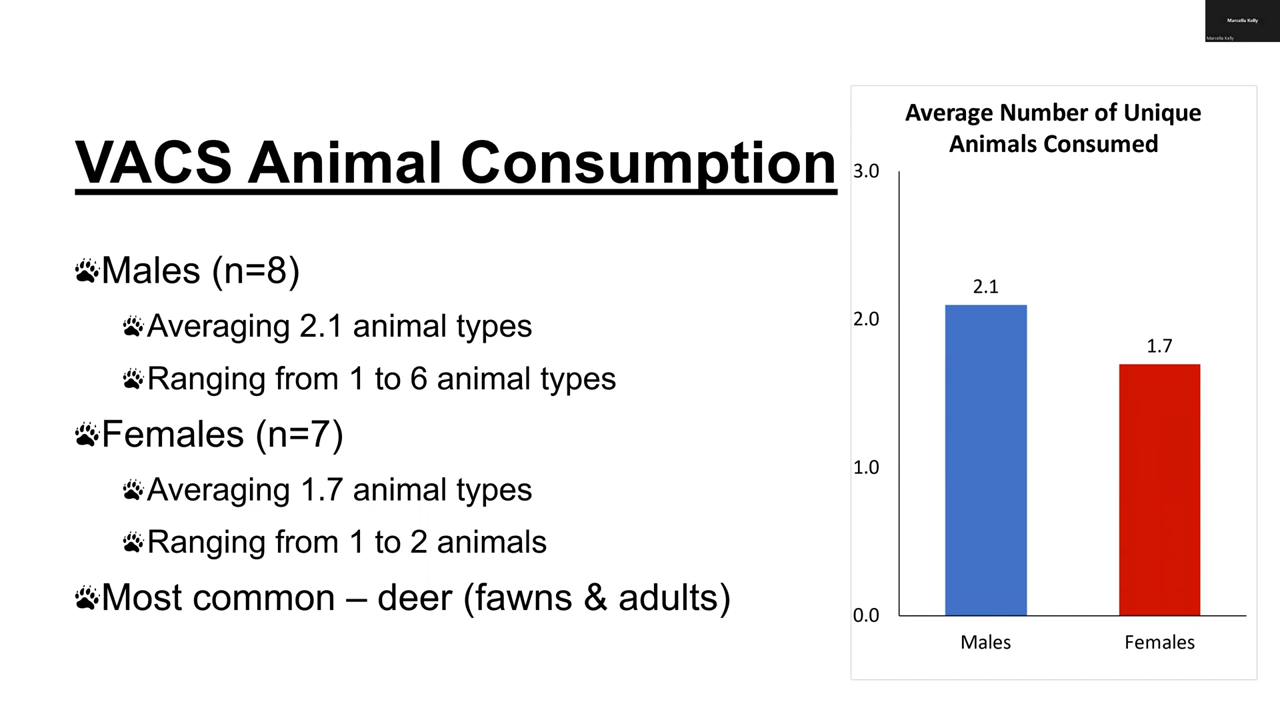 Marcella Kelly
Marcella Kelly
VACS Animal Consumption
Males (n=8)
Averaging 2.1 animal types
Ranging from 1 to 6 animal types
Females (n=7)
Averaging 1.7 animal types
Ranging from 1 to 2 animals
Most common – deer (fawns & adults)
Average Number of Unique
Animals Consumed
3.0
2.1
2.0
1.7
1.0
0.0
Males Females